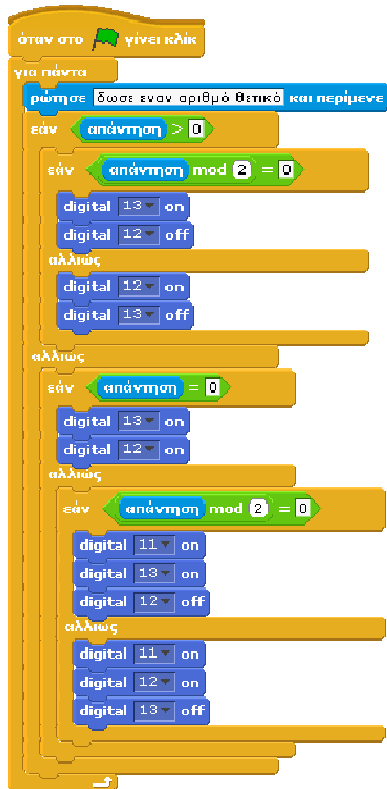 όταν στο γίνει κλίκ
για πάντα
ρώτησε δωσε εναν αριθμό θετικό και περίμενε
εάν απάντηση > 0
εάν απάντηση mod 2 = 0
digital 13 on
digital 12 off
αλλιώς
digital 12 on
digital 13 off
αλλιώς
εάν απάντηση = 0
digital 13 on
digital 12 on
αλλιώς
εάν απάντηση mod 2 = 0
digital 11 on
digital 13 on
digital 12 off
αλλιώς
digital 11 on
digital 12 on
digital 13 off